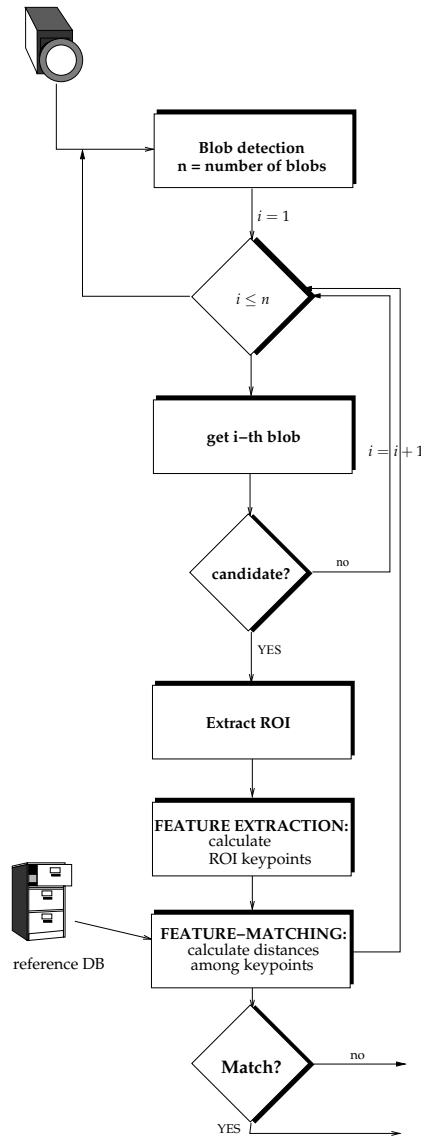 Blob detection
n = number of blobs
i = 1
i ≤ n
get i−th blob
i = i + 1
candidate?
no
YES
Extract ROI
FEATURE EXTRACTION:
calculate
ROI keypoints
FEATURE−MATCHING:
calculate distances
among keypoints
reference DB
Match?
no
YES